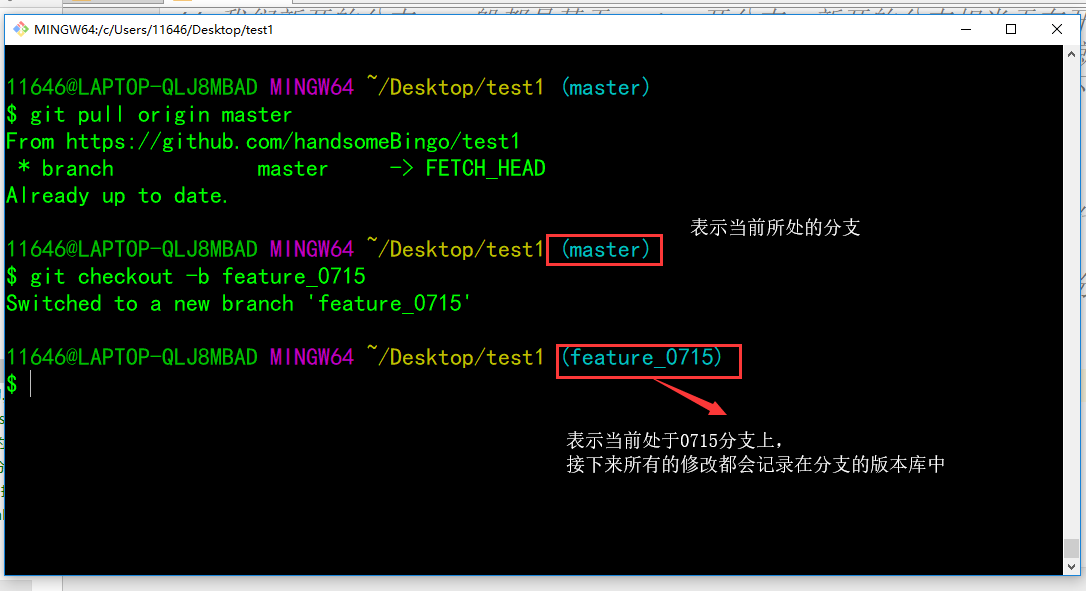 MINGW64:/c/Users/11646/Desktop/test1
11646@LAPTOP-QLJ8MBAD MINGW64 ~/Desktop/test1 (master)
$ git pull origin master
From https://github.com/handsomeBingo/test1
 * branch            master     -> FETCH_HEAD
Already up to date.
表示当前所处的分支
11646@LAPTOP-QLJ8MBAD MINGW64 ~/Desktop/test1 (master)
$ git checkout -b feature_0715
Switched to a new branch 'feature_0715'
11646@LAPTOP-QLJ8MBAD MINGW64 ~/Desktop/test1 (feature_0715)
$
表示当前处于0715分支上，
接下来所有的修改都会记录在分支的版本库中